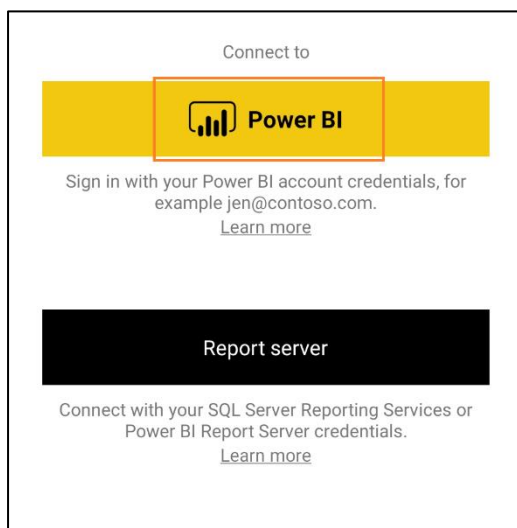 Connect to
Power BI
Sign in with your Power BI account credentials, for
example jen@contoso.com.
Learn more
Report server
Connect with your SQL Server Reporting Services or
Power BI Report Server credentials.
Learn more